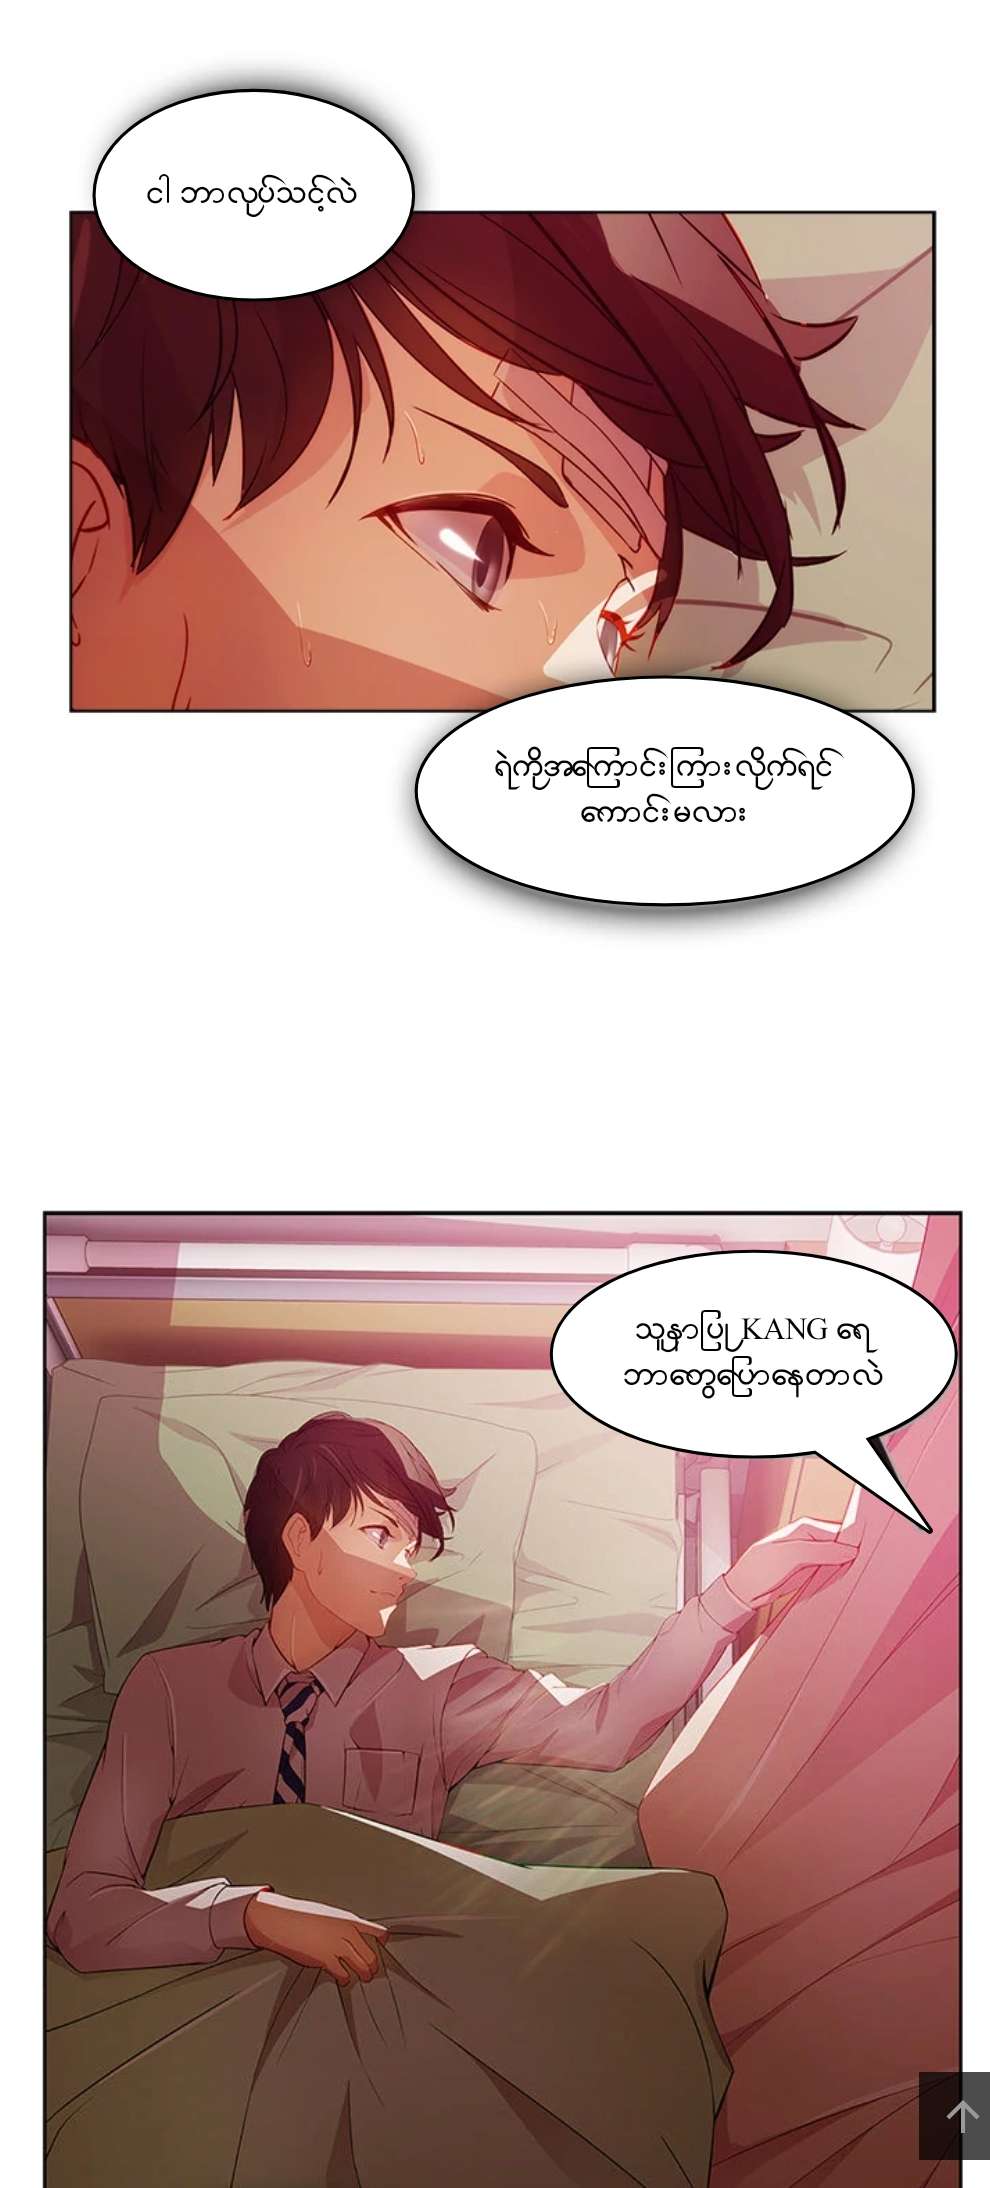 ငါ ဘာလုပ်သင့်လဲ
ရဲကိုအကြောင်းကြားလိုက်ရင်
ကောင်းမလား
သူနာပြု KANG ရေ
ဘာတွေပြောနေတာလဲ